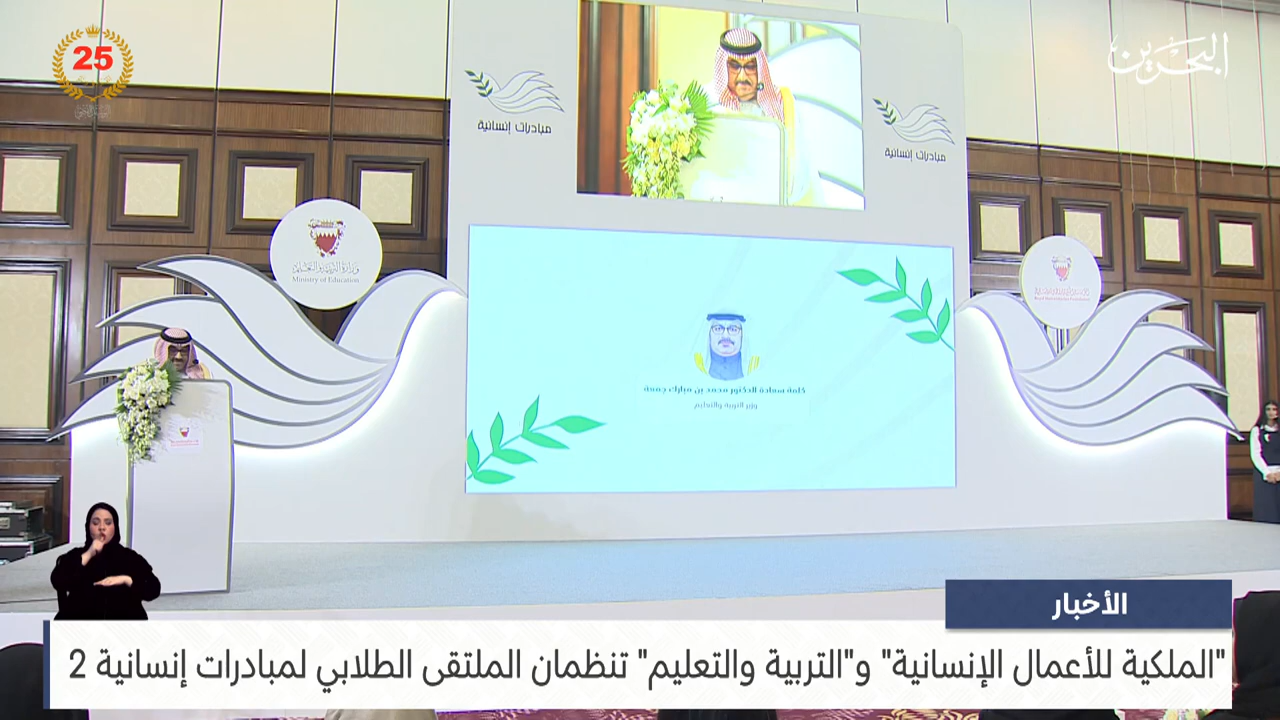 25
البحرين
مبادرات إنسانية
مبادرات إنسانية
وزارة التربية والتعليم
Ministry of Education
كلمة سعادة الدكتور محمد بن مبارك جمعة
وزير التربية والتعليم
الأخبار
"الملكية للأعمال الإنسانية" و"التربية والتعليم" تنظمان الملتقى الطلابي لمبادرات إنسانية 2